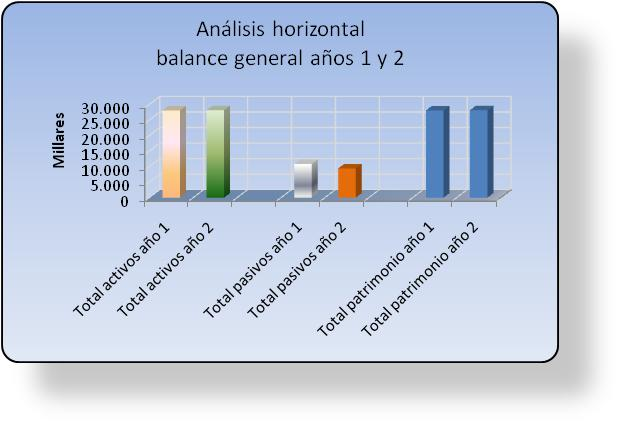 Análisis horizontal
balance general años 1 y 2
Millares
30.000
25.000
20.000
15.000
10.000
5.000
0
Total activos año 1
Total activos año 2
Total pasivos año 1
Total pasivos año 2
Total patrimonio año 1
Total patrimonio año 2